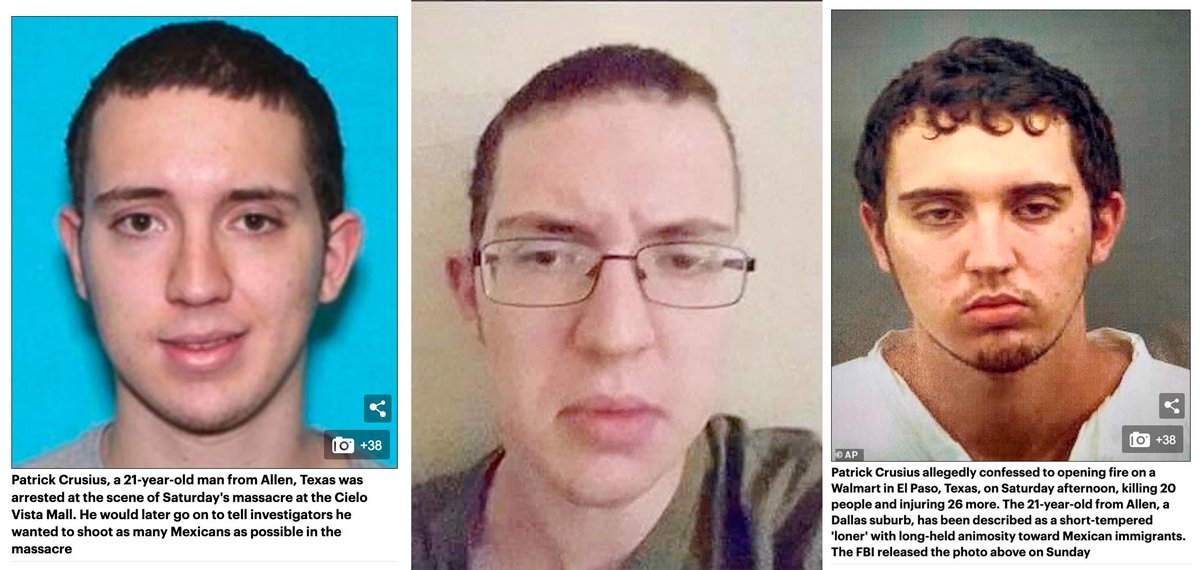 +38
Patrick Crusius, a 21-year-old man from Allen, Texas was
arrested at the scene of Saturday's massacre at the Cielo
Vista Mall. He would later go on to tell investigators he
wanted to shoot as many Mexicans as possible in the
massacre
© AP
+38
Patrick Crusius allegedly confessed to opening fire on a
Walmart in El Paso, Texas, on Saturday afternoon, killing 20
people and injuring 26 more. The 21-year-old from Allen, a
Dallas suburb, has been described as a short-tempered
'loner' with long-held animosity toward Mexican immigrants.
The FBI released the photo above on Sunday